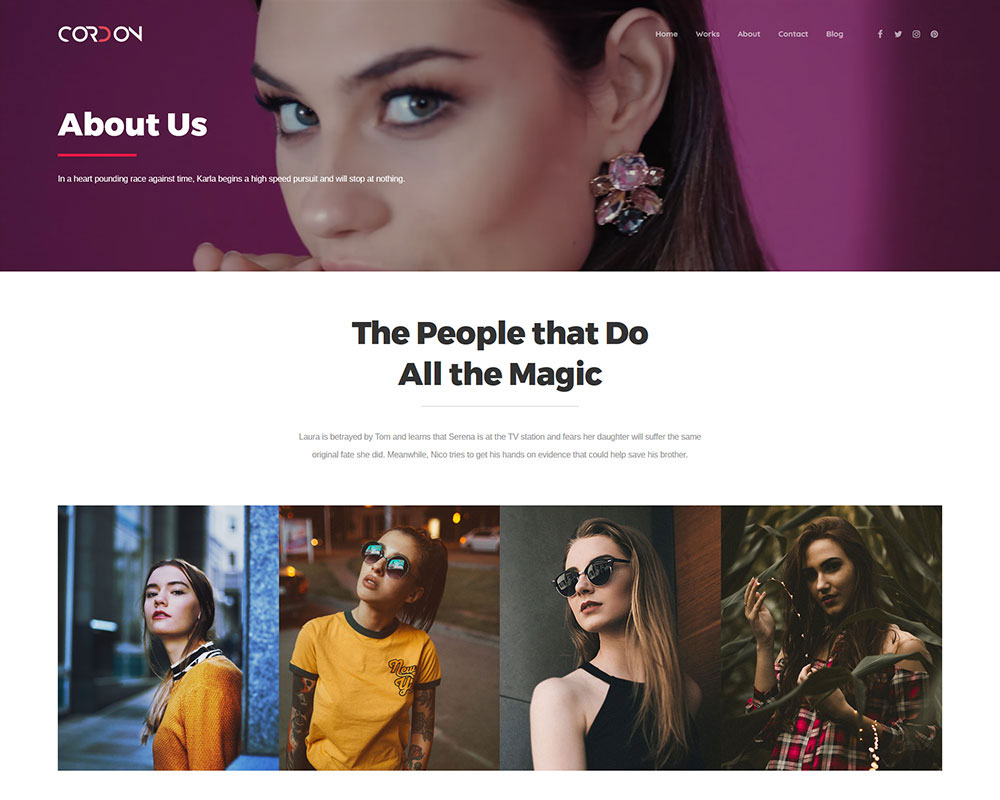 CORDON
Home Works About Contact Blog
About Us
In a heart pounding race against time, Karla begins a high speed pursuit and will stop at nothing.
The People that Do
All the Magic
Laura is betrayed by Tom and learns that Serena is at the TV station and fears her daughter will suffer the same
original fate she did. Meanwhile, Nico tries to get his hands on evidence that could help save his brother.
New